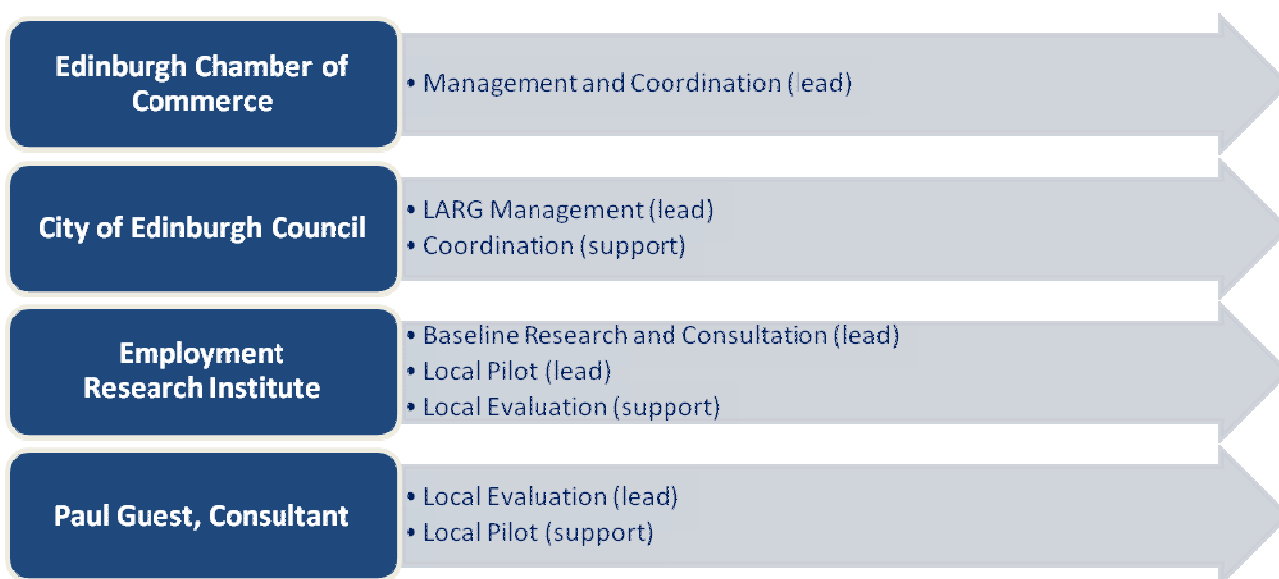 Edinburgh Chamber of
Commerce
• Management and Coordination (lead)
City of Edinburgh Council
• LARG Management (lead)
• Coordination (support)
Employment
Research Institute
• Baseline Research and Consultation (lead)
• Local Pilot (lead)
• Local Evaluation (support)
Paul Guest, Consultant
• Local Evaluation (lead)
• Local Pilot (support)